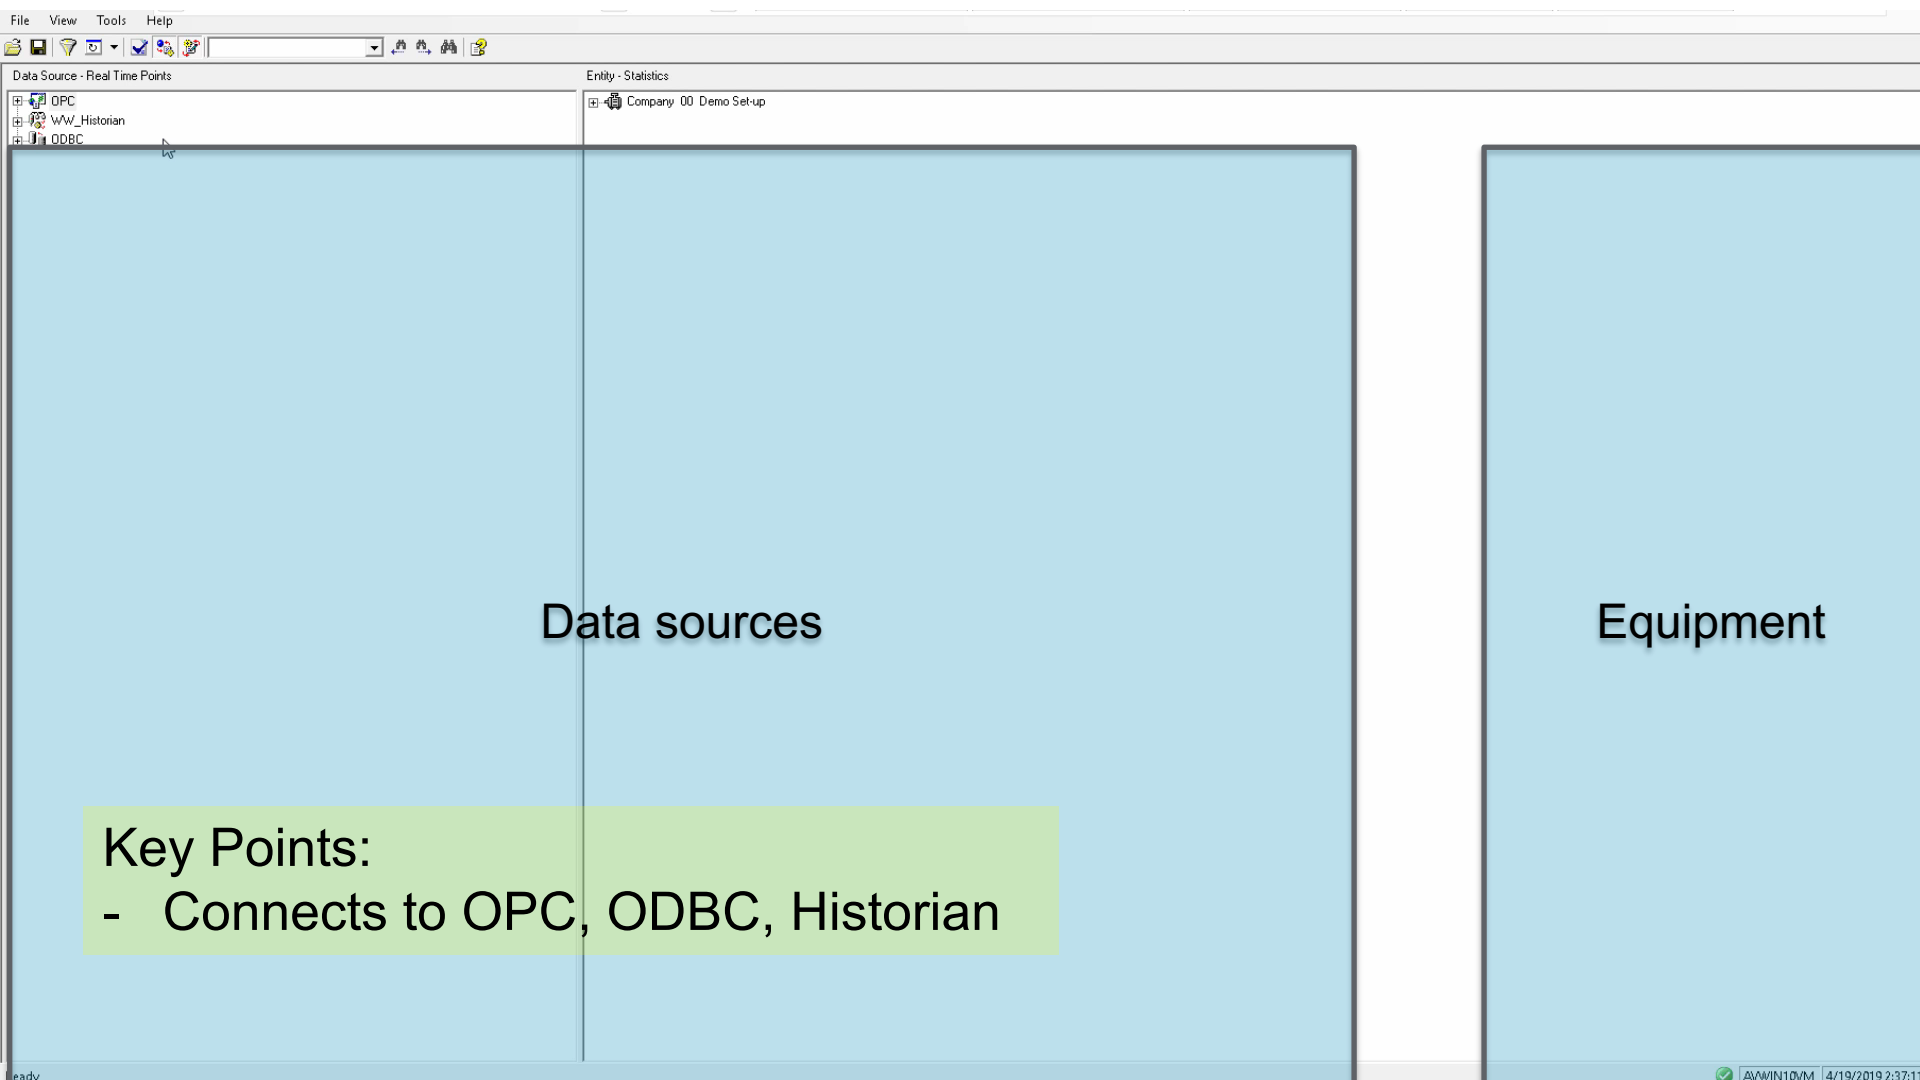 File View Tools Help
Data Source - Real Time Points
Entity - Statistics
OPC
Company 00 Demo Set-up
WW_Historian
ODBC
Data sources
Equipment
Key Points:
- Connects to OPC, ODBC, Historian
eady
AVWIN10VM 4/19/2019 2:37:11